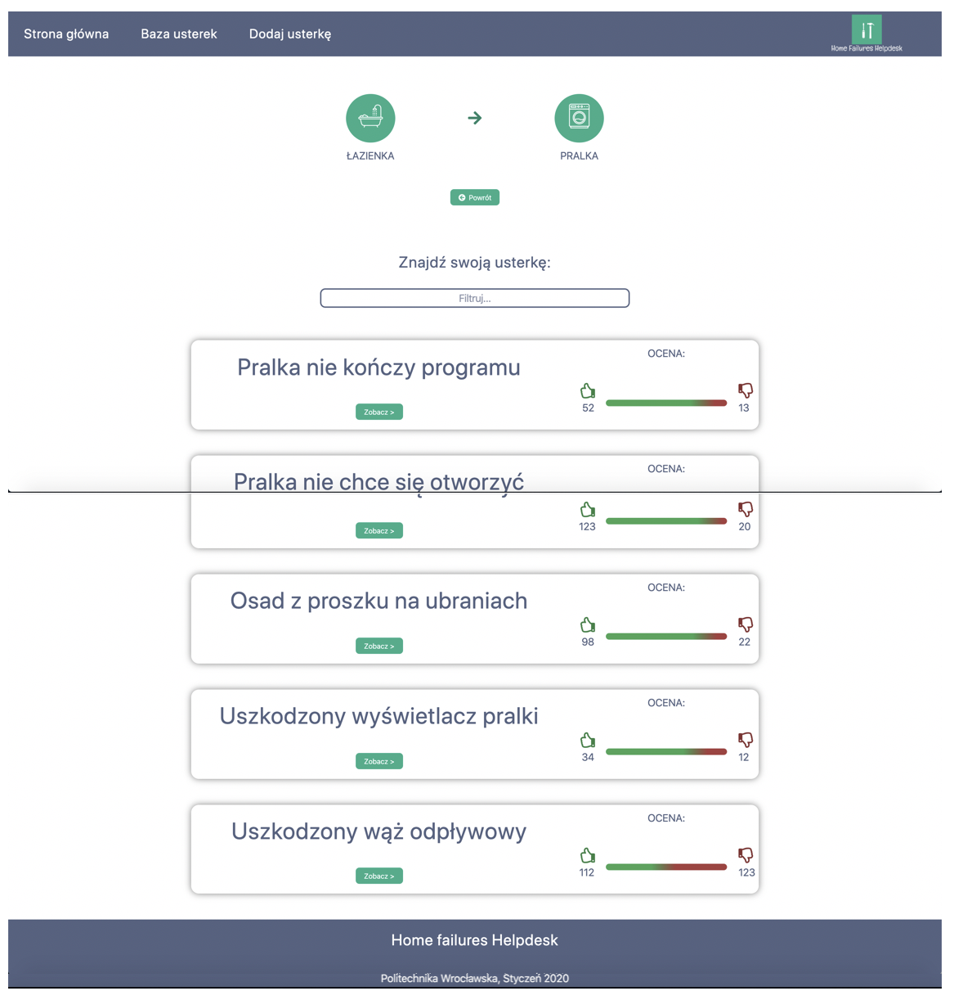 Strona główna
Baza usterek
Dodaj usterkę
Home Failures Helpdesk
ŁAZIENKA
PRALKA
Powrót
Znajdź swoją usterkę:
Filtruj...
Pralka nie kończy programu
OCENA:
52
13
Zobacz >
Pralka nie chce się otworzyć
OCENA:
123
20
Zobacz >
Osad z proszku na ubraniach
OCENA:
98
22
Zobacz >
Uszkodzony wyświetlacz pralki
OCENA:
34
12
Zobacz >
Uszkodzony wąż odpływowy
OCENA:
112
123
Zobacz >
Home failures Helpdesk
Politechnika Wrocławska, Styczeń 2020